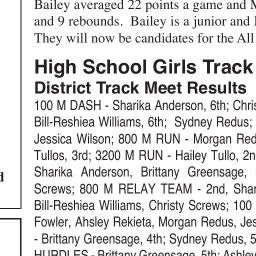 Bailey averaged 22 points a game and M
and 9 rebounds. Bailey is a junior and
They will now be candidates for the All
High School Girls Track
District Track Meet Results
100 M DASH - Sharika Anderson, 6th; Chris
Bill-Reshiea Williams, 6th; Sydney Redus;
Jessica Wilson; 800 M RUN - Morgan Red
Tullos, 3rd; 3200 M RUN - Hailey Tullo, 2n
Sharika Anderson, Brittany Greensage,
Screws; 800 M RELAY TEAM - 2nd, Shar
Bill-Reshiea Williams, Christy Screws; 100
Fowler, Ahsley Rekieta, Morgan Redus, Jes
- Brittany Greensage, 4th; Sydney Redus, 5
HURDLES - Brittany Greensage, 5th; Ashley